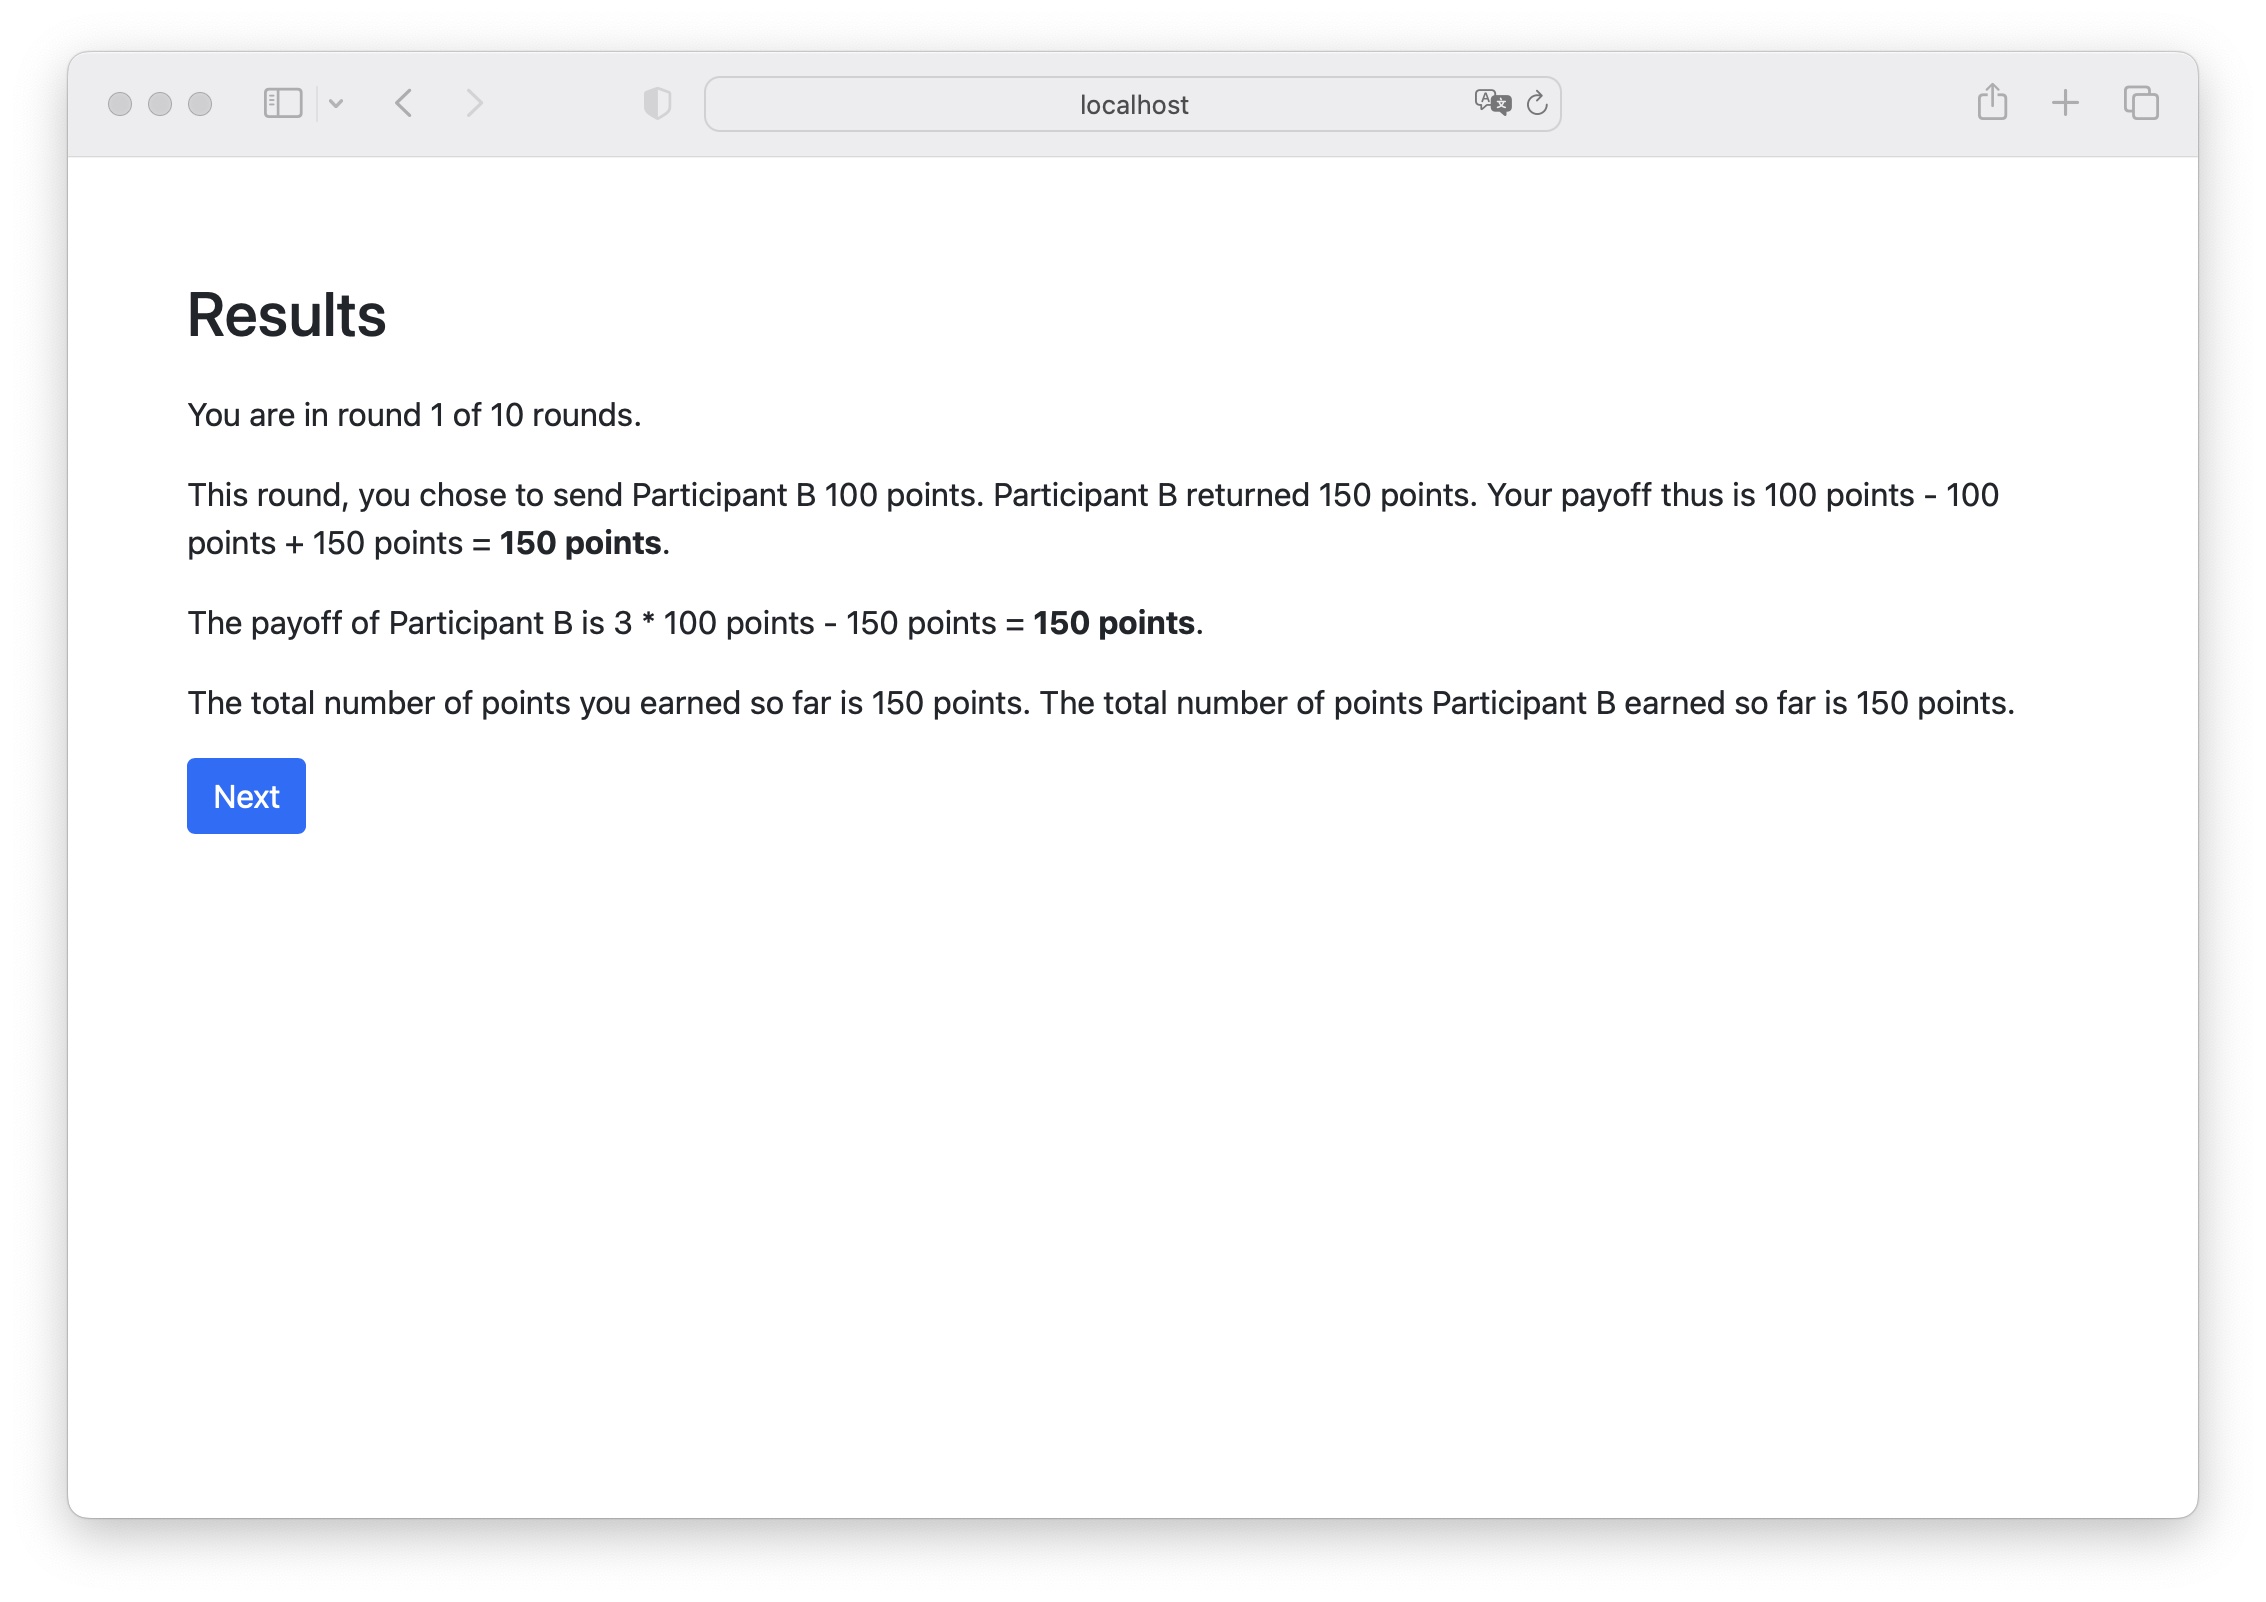 localhost
Results
You are in round 1 of 10 rounds.
This round, you chose to send Participant B 100 points. Participant B returned 150 points. Your payoff thus is 100 points - 100
points + 150 points = 150 points.
The payoff of Participant B is 3 * 100 points - 150 points = 150 points.
The total number of points you earned so far is 150 points. The total number of points Participant B earned so far is 150 points.
Next